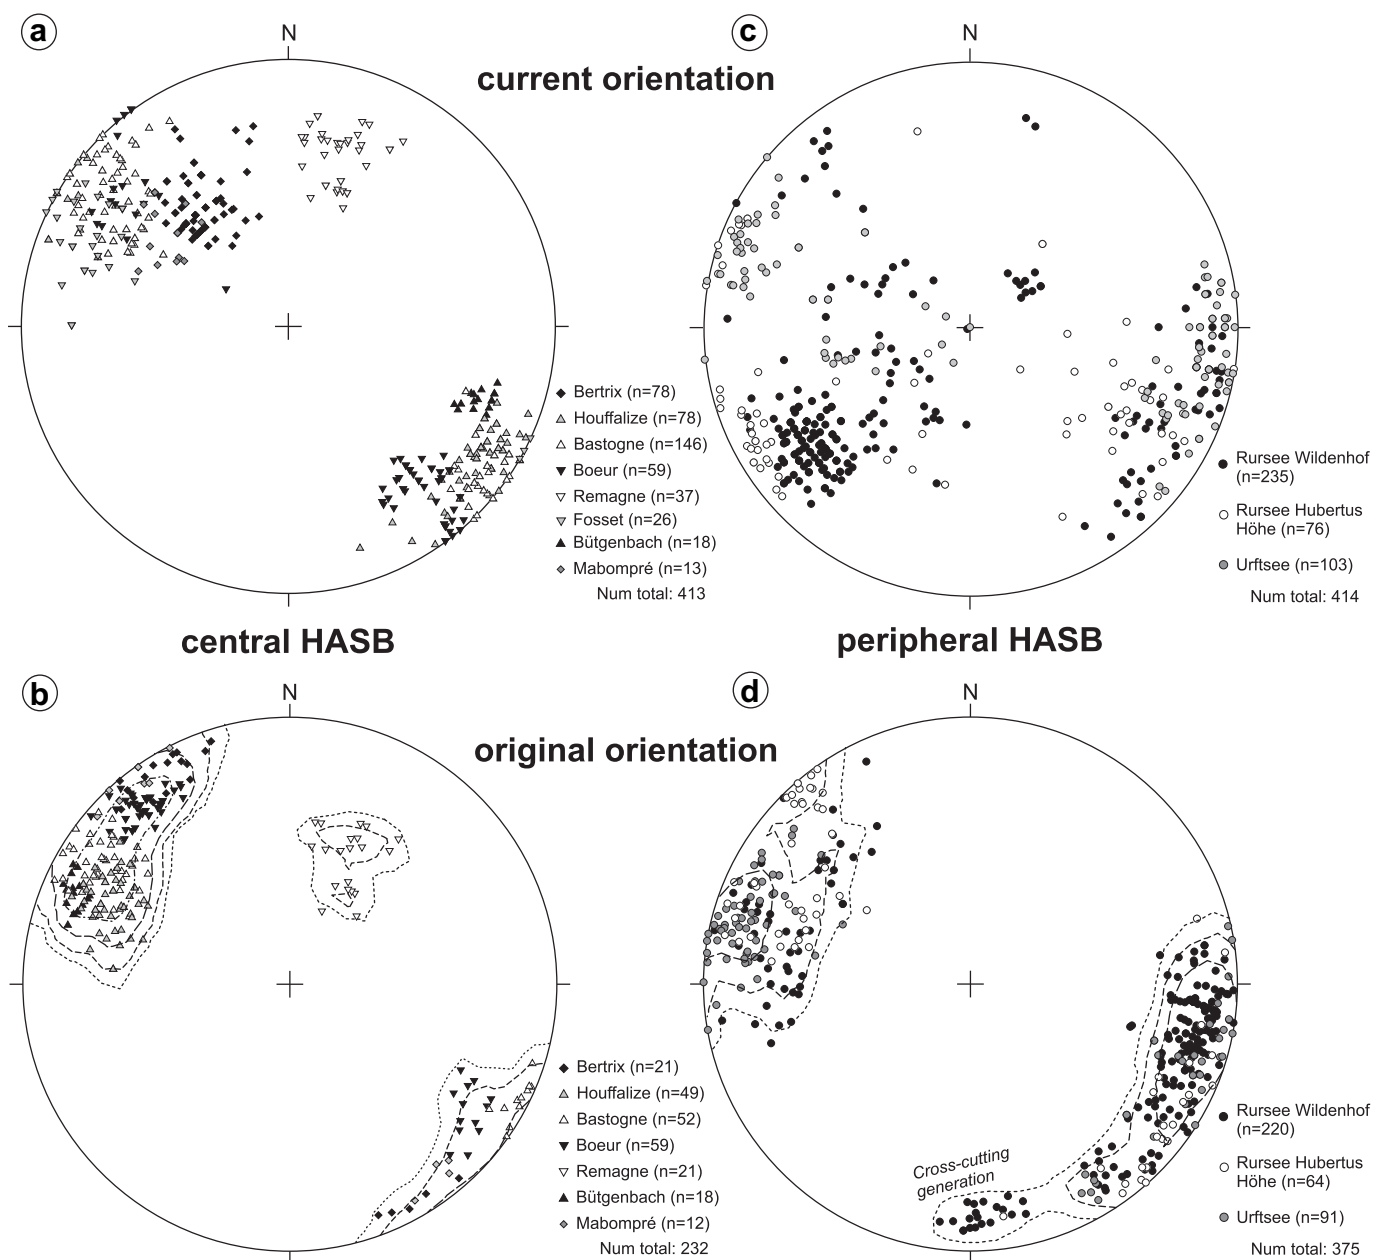 a
N
c
N
current orientation
Bertrix (n=78)
Houffalize (n=78)
Bastogne (n=146)
Boeur (n=59)
Remagne (n=37)
Fosset (n=26)
Bütgenbach (n=18)
Mabompré (n=13)
Num total: 413
Rursee Wildenhof
(n=235)
Rursee Hubertus
Höhe (n=76)
Urftsee (n=103)
Num total: 414
central HASB
peripheral HASB
b
N
d
N
original orientation
Bertrix (n=21)
Houffalize (n=49)
Bastogne (n=52)
Boeur (n=59)
Remagne (n=21)
Bütgenbach (n=18)
Mabompré (n=12)
Num total: 232
Cross-cutting
generation
Rursee Wildenhof
(n=220)
Rursee Hubertus
Höhe (n=64)
Urftsee (n=91)
Num total: 375